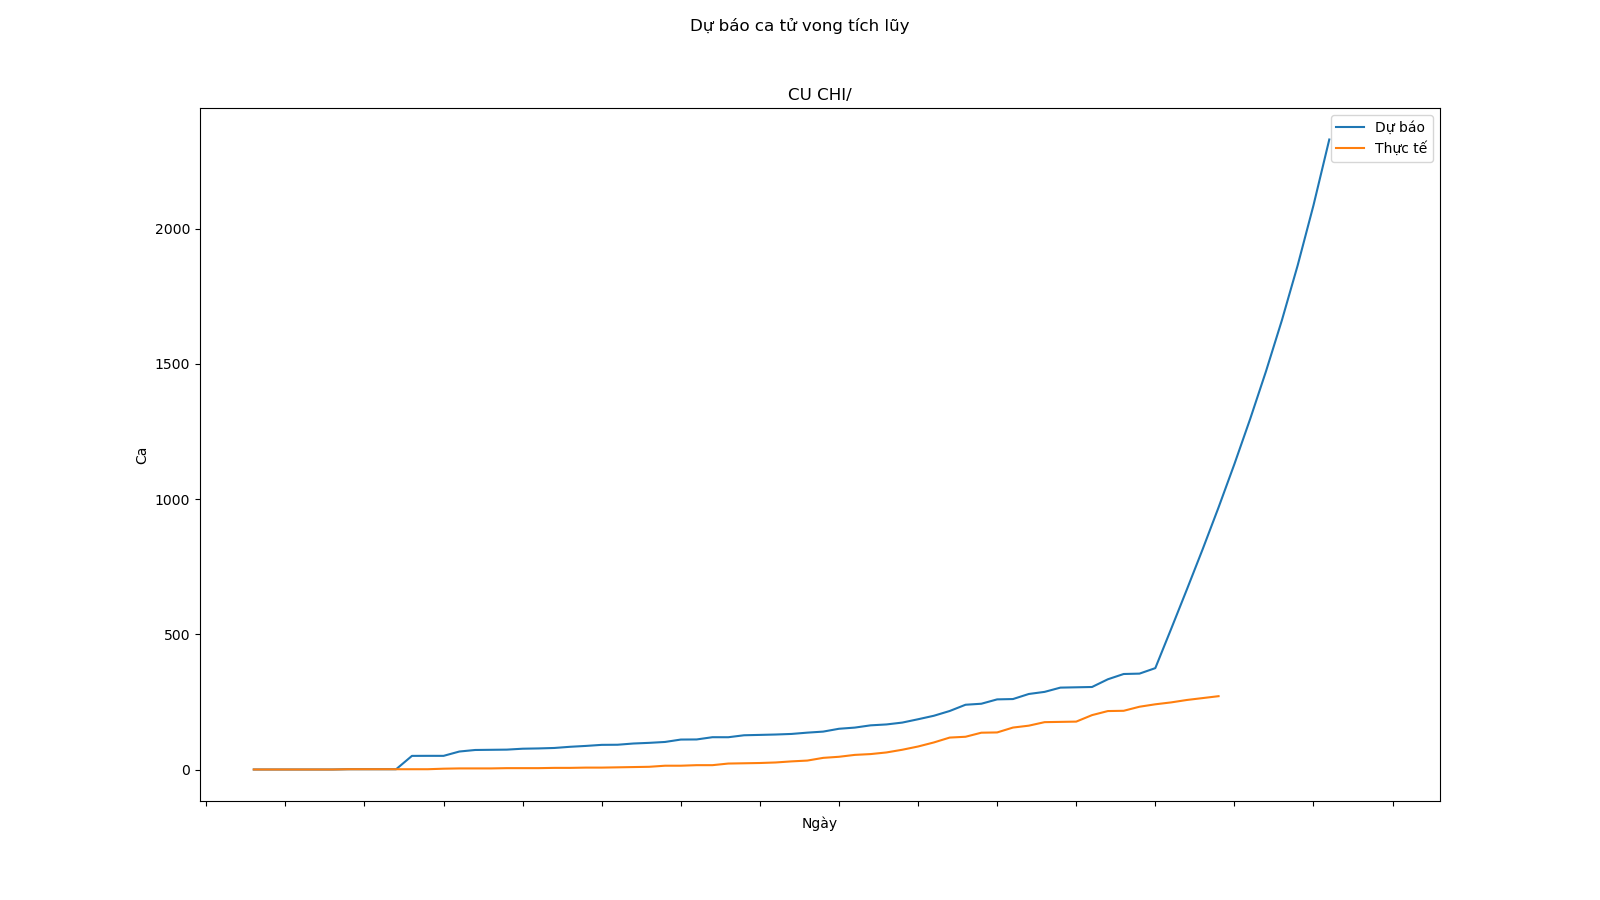 Dự báo ca tử vong tích lũy
CU CHI/
Dự báo
Thực tế
2000
1500
1000
500
0
Ca
Ngày